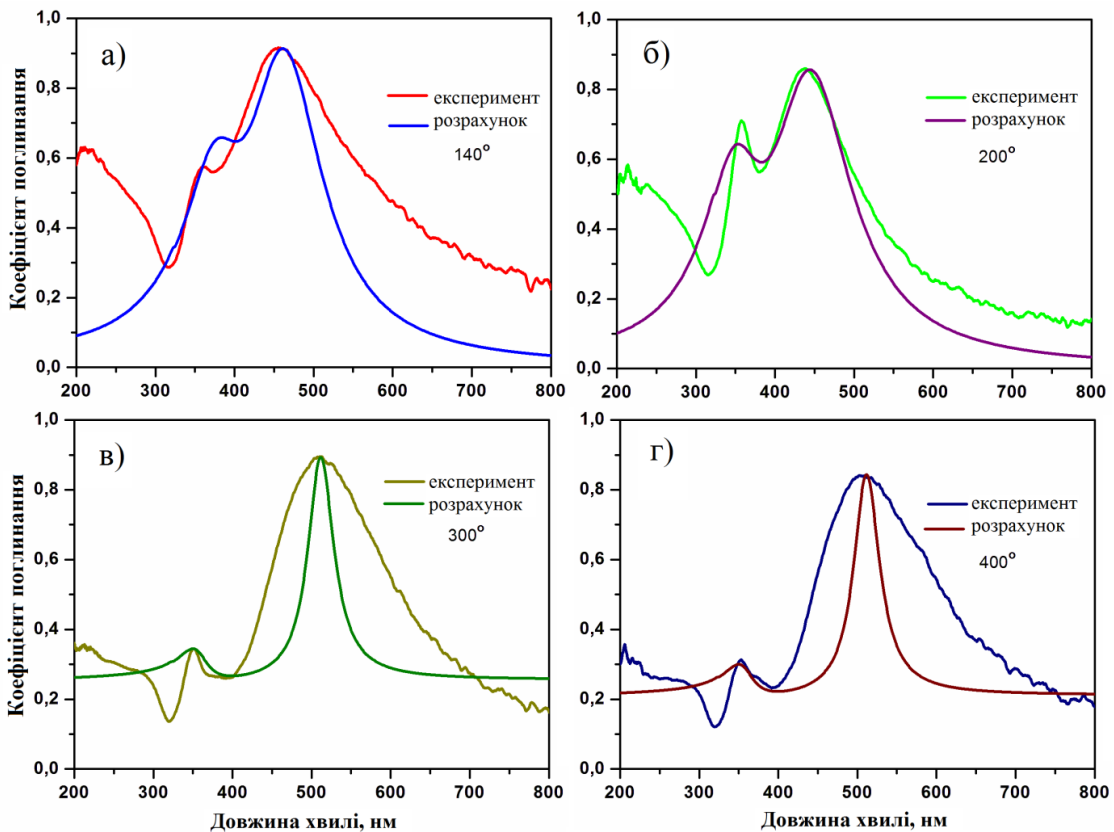 Коефіцієнт поглинання
1,0
0,8
0,6
0,4
0,2
0,0
а)
експеримент
розрахунок
140°
200 300 400 500 600 700 800
1,0
0,8
0,6
0,4
0,2
0,0
б)
експеримент
розрахунок
200°
200 300 400 500 600 700 800
Коефіцієнт поглинання
1,0
0,8
0,6
0,4
0,2
0,0
в)
експеримент
розрахунок
300°
200 300 400 500 600 700 800
Довжина хвилі, нм
1,0
0,8
0,6
0,4
0,2
0,0
г)
експеримент
розрахунок
400°
200 300 400 500 600 700 800
Довжина хвилі, нм